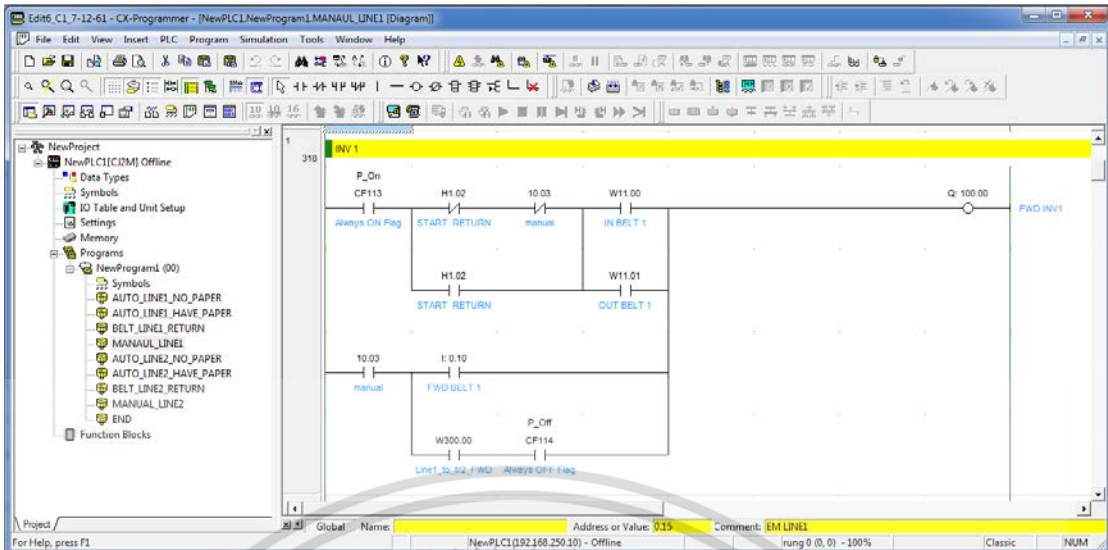 Edit6_C1_7-12-61 - CX-Programmer - [NewPLC1.NewProgram1.MANAUL_LINE1 [Diagram]]
File Edit View Insert PLC Program Simulation Tools Window Help
NewProject
NewPLC1[CJ2M] Offline
Data Types
Symbols
IO Table and Unit Setup
Settings
Memory
Programs
NewProgram1 (00)
Symbols
AUTO_LINE1_NO_PAPER
AUTO_LINE1_HAVE_PAPER
BELT_LINE1_RETURN
MANAUL_LINE1
AUTO_LINE2_NO_PAPER
AUTO_LINE2_HAVE_PAPER
BELT_LINE2_RETURN
MANUAL_LINE2
END
Function Blocks
Project
1
318
INV 1
P_On
CF113 H1.02 10.03 W11.00 Q: 100.00
Always ON Flag START RETURN manual IN BELT 1 FWD INV1
H1.02 W11.01
START RETURN OUT BELT 1
10.03 I: 0.10
manual FWD BELT 1
P_Off
W300.00 CF114
Line1_to_tr2_FWD Always OFF Flag
Global Name: Address or Value: 0.15 Comment: EM LINE1
For Help, press F1 NewPLC1(192.168.250.10) - Offline rung 0 (0, 0) - 100% Classic NUM